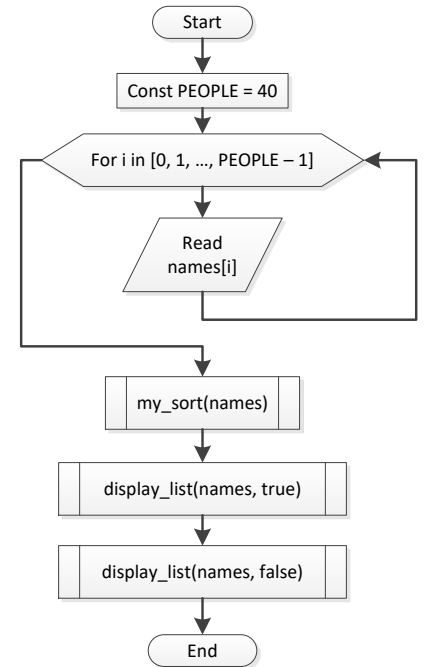 Start
Const PEOPLE = 40
For i in [0, 1, …, PEOPLE – 1]
Read
names[i]
my_sort(names)
display_list(names, true)
display_list(names, false)
End